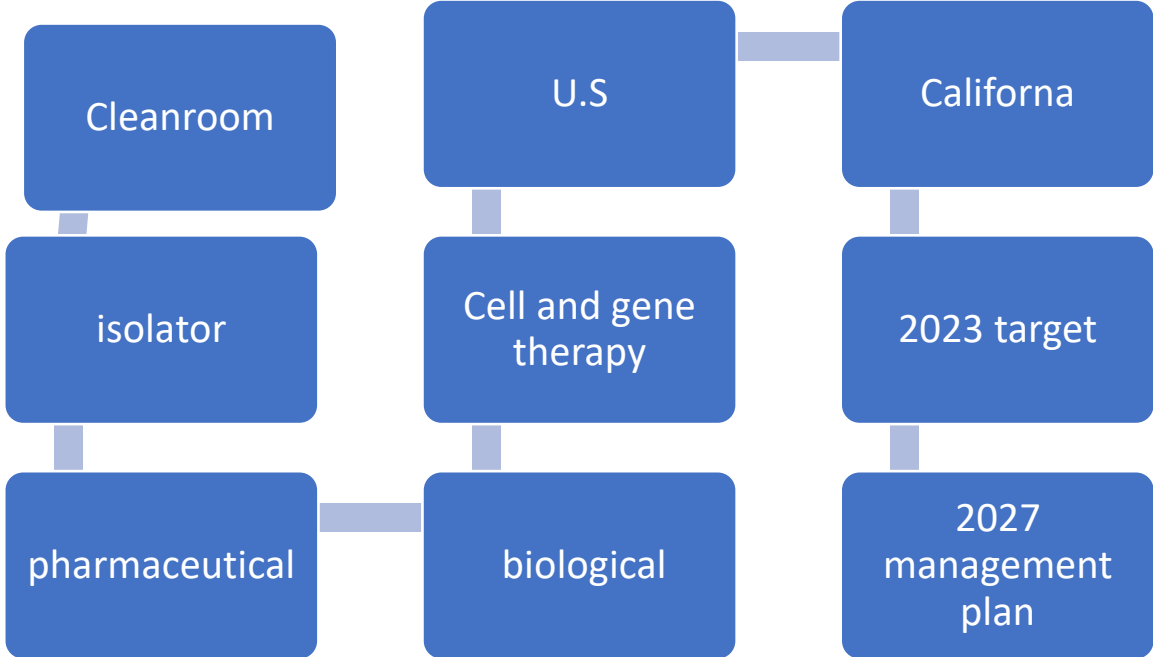 Cleanroom
isolator
pharmaceutical
biological
Cell and gene
therapy
U.S
Californa
2023 target
2027
management
plan